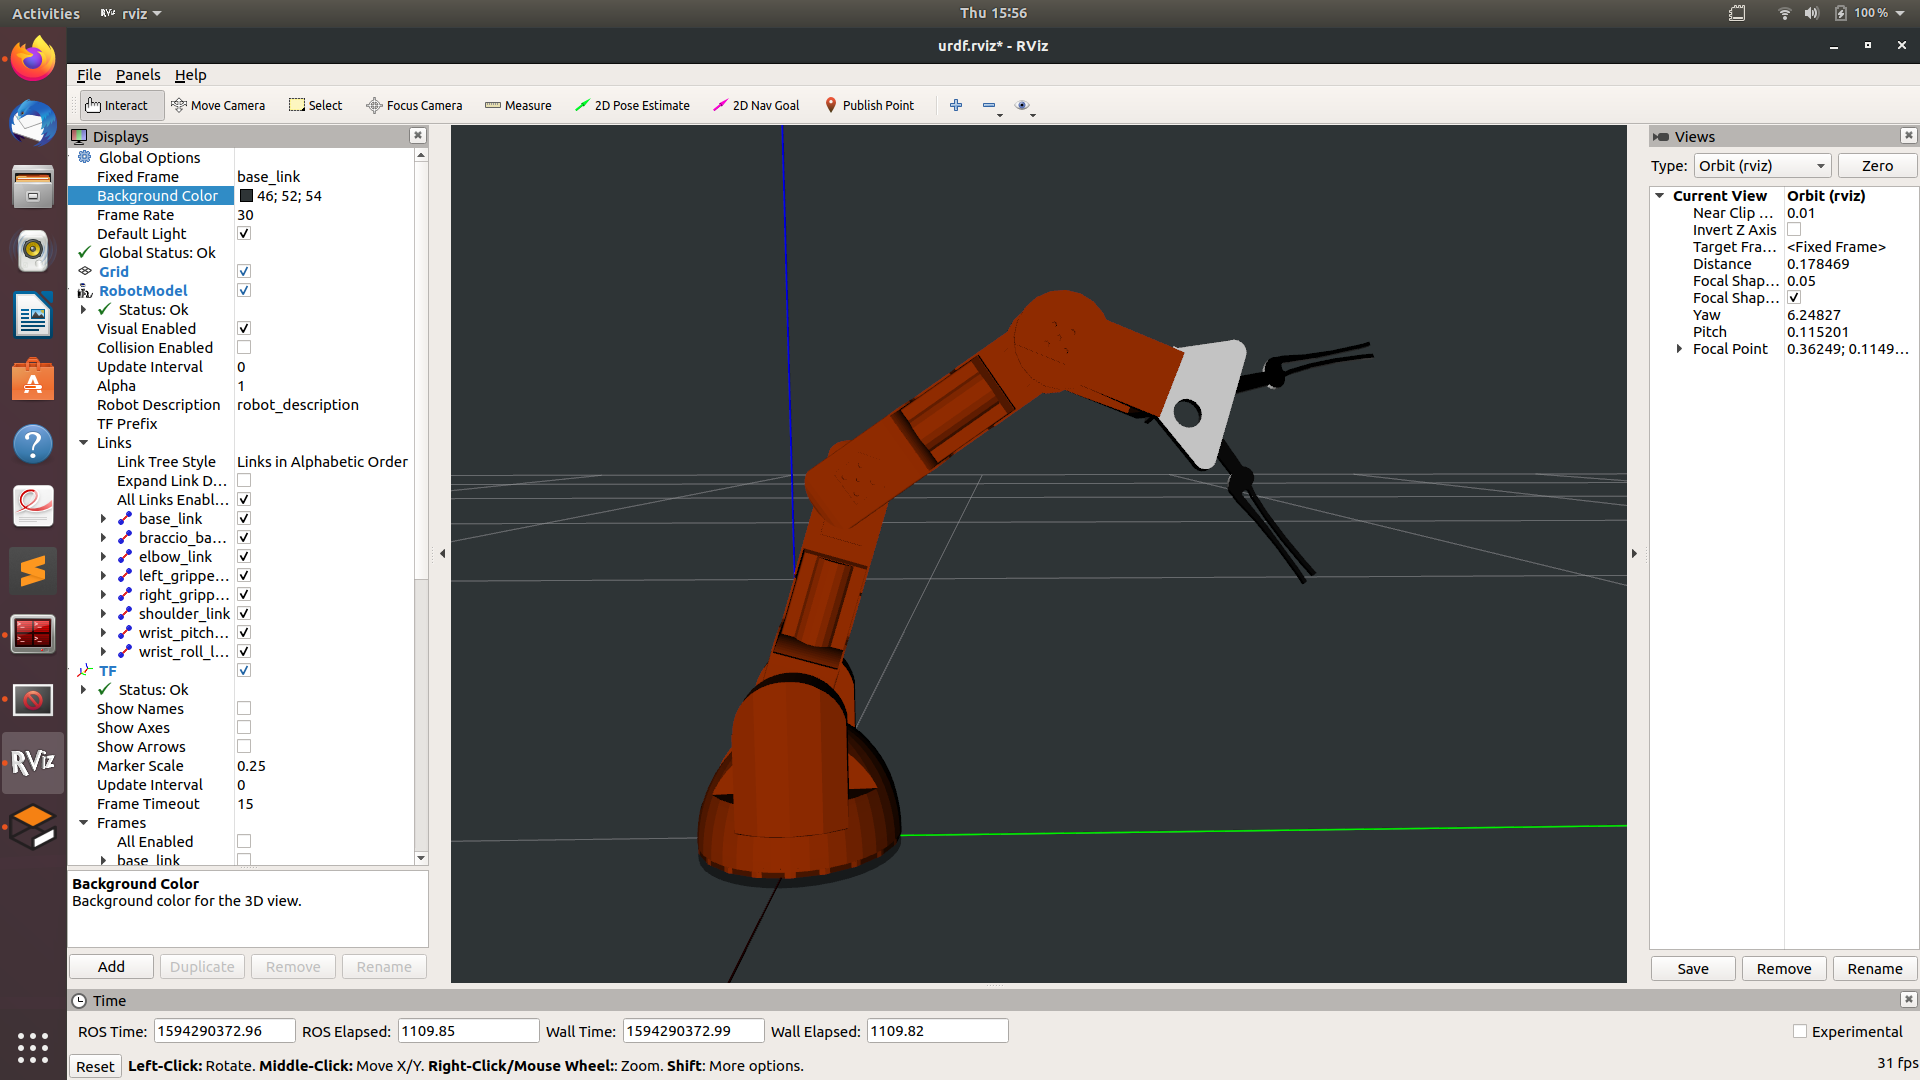 Activities
RViz rviz
Thu 15:56
100 %
urdf.rviz* - RViz
File Panels Help
Interact Move Camera Select Focus Camera Measure 2D Pose Estimate 2D Nav Goal Publish Point
Displays
Global Options
Fixed Frame base_link
Background Color 46; 52; 54
Frame Rate 30
Default Light
Global Status: Ok
Grid
RobotModel
Status: Ok
Visual Enabled
Collision Enabled
Update Interval 0
Alpha 1
Robot Description robot_description
TF Prefix
Links
Link Tree Style Links in Alphabetic Order
Expand Link D...
All Links Enabl...
base_link
braccio_ba...
elbow_link
left_grippe...
right_gripp...
shoulder_link
wrist_pitch...
wrist_roll_l...
TF
Status: Ok
Show Names
Show Axes
Show Arrows
Marker Scale 0.25
Update Interval 0
Frame Timeout 15
Frames
All Enabled
base_link
Background Color
Background color for the 3D view.
Add Duplicate Remove Rename
Views
Type: Orbit (rviz) Zero
Current View Orbit (rviz)
Near Clip ... 0.01
Invert Z Axis
Target Fra... <Fixed Frame>
Distance 0.178469
Focal Shap... 0.05
Focal Shap...
Yaw 6.24827
Pitch 0.115201
Focal Point 0.36249; 0.1149...
Save Remove Rename
RViz
Time
ROS Time: 1594290372.96 ROS Elapsed: 1109.85 Wall Time: 1594290372.99 Wall Elapsed: 1109.82 Experimental
Reset Left-Click: Rotate. Middle-Click: Move X/Y. Right-Click/Mouse Wheel:: Zoom. Shift: More options. 31 fps